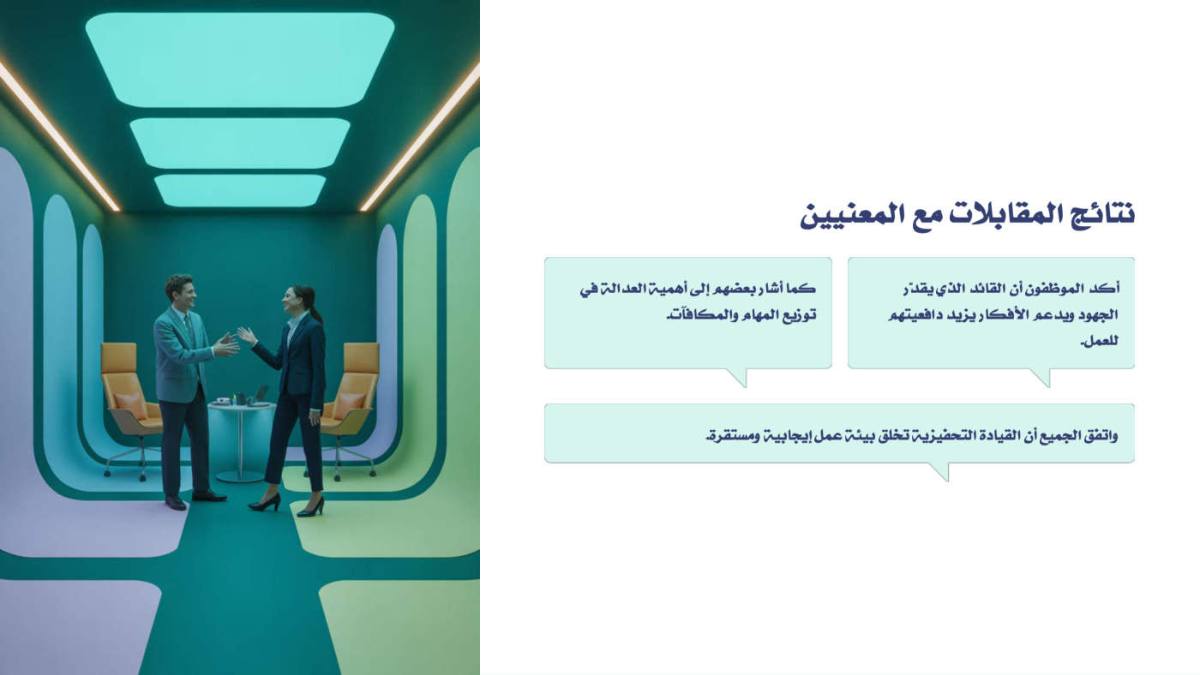 نتائج المقابلات مع المعنيين
أكد الموظفون أن القائد الذي يقدّر
الجهود ويدعم الأفكار يزيد دافعيتهم
للعمل.
كما أشار بعضهم إلى أهمية العدالة في
توزيع المهام والمكافآت.
واتفق الجميع أن القيادة التحفيزية تخلق بيئة عمل إيجابية ومستقرة.